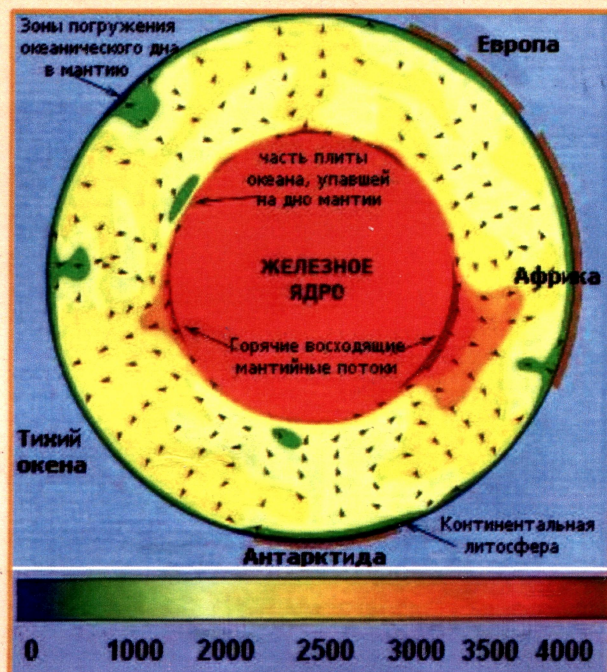 Зоны погружения
океанического дна
в мантию
Европа
часть плиты
океана, упавшей
на дно мантии
ЖЕЛЕЗНОЕ
ЯДРО
Африка
Горячие восходящие
мантийные потоки
Тихий
окена
Континентальная
литосфера
Антарктида
0 1000 2000 2500 3000 3500 4000